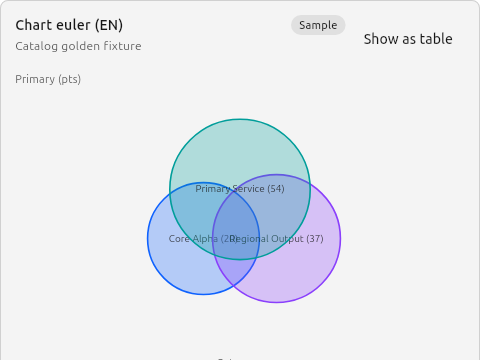 Chart euler (EN)
Sample
Show as table
Catalog golden fixture
Primary (pts)
Primary Service (54)
Core Alpha
Regional Output (37)